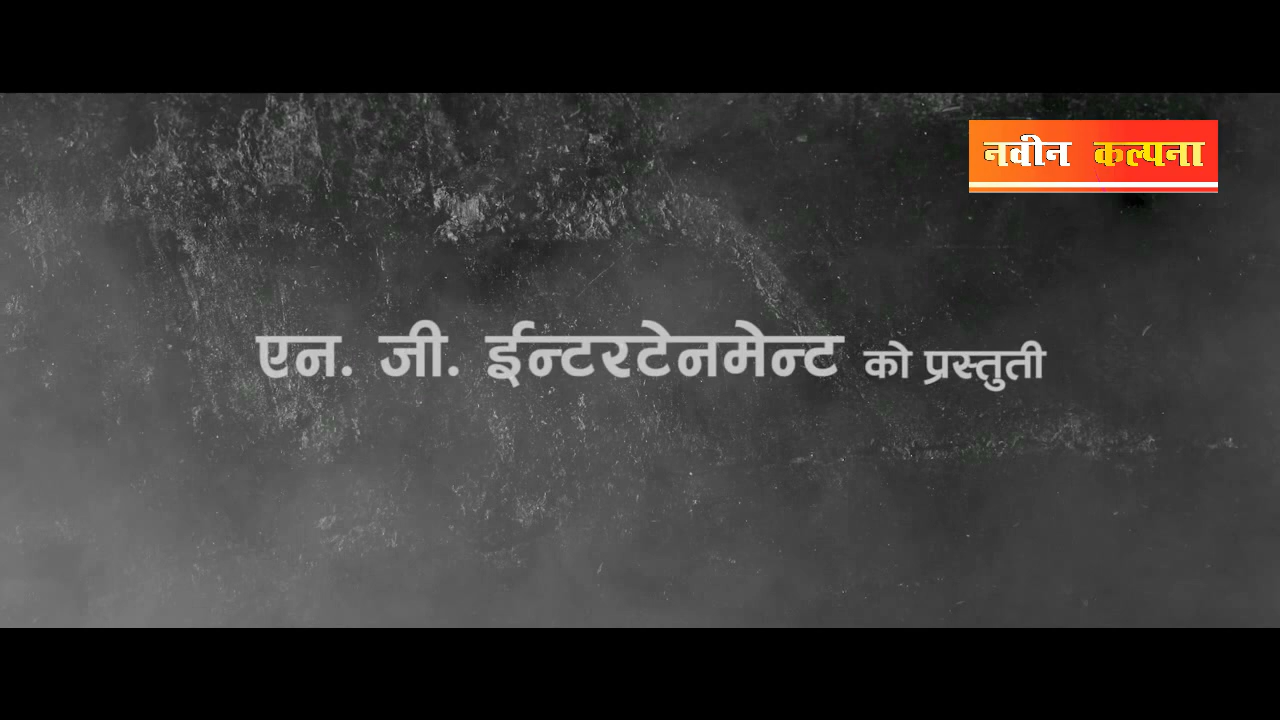 नवीन कल्पना
एन. जी. ईन्टरटेनमेन्ट को प्रस्तुती